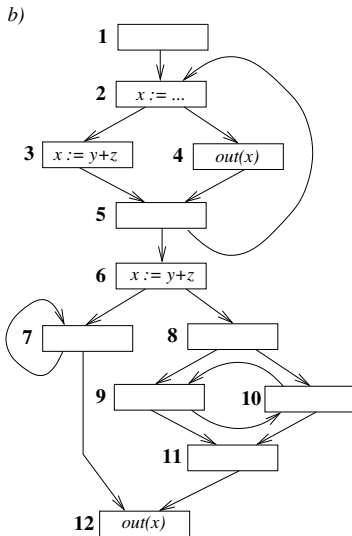 b)
1
2 x := ...
3 x := y+z
4 out(x)
5
6 x := y+z
7
8
9
10
11
12 out(x)